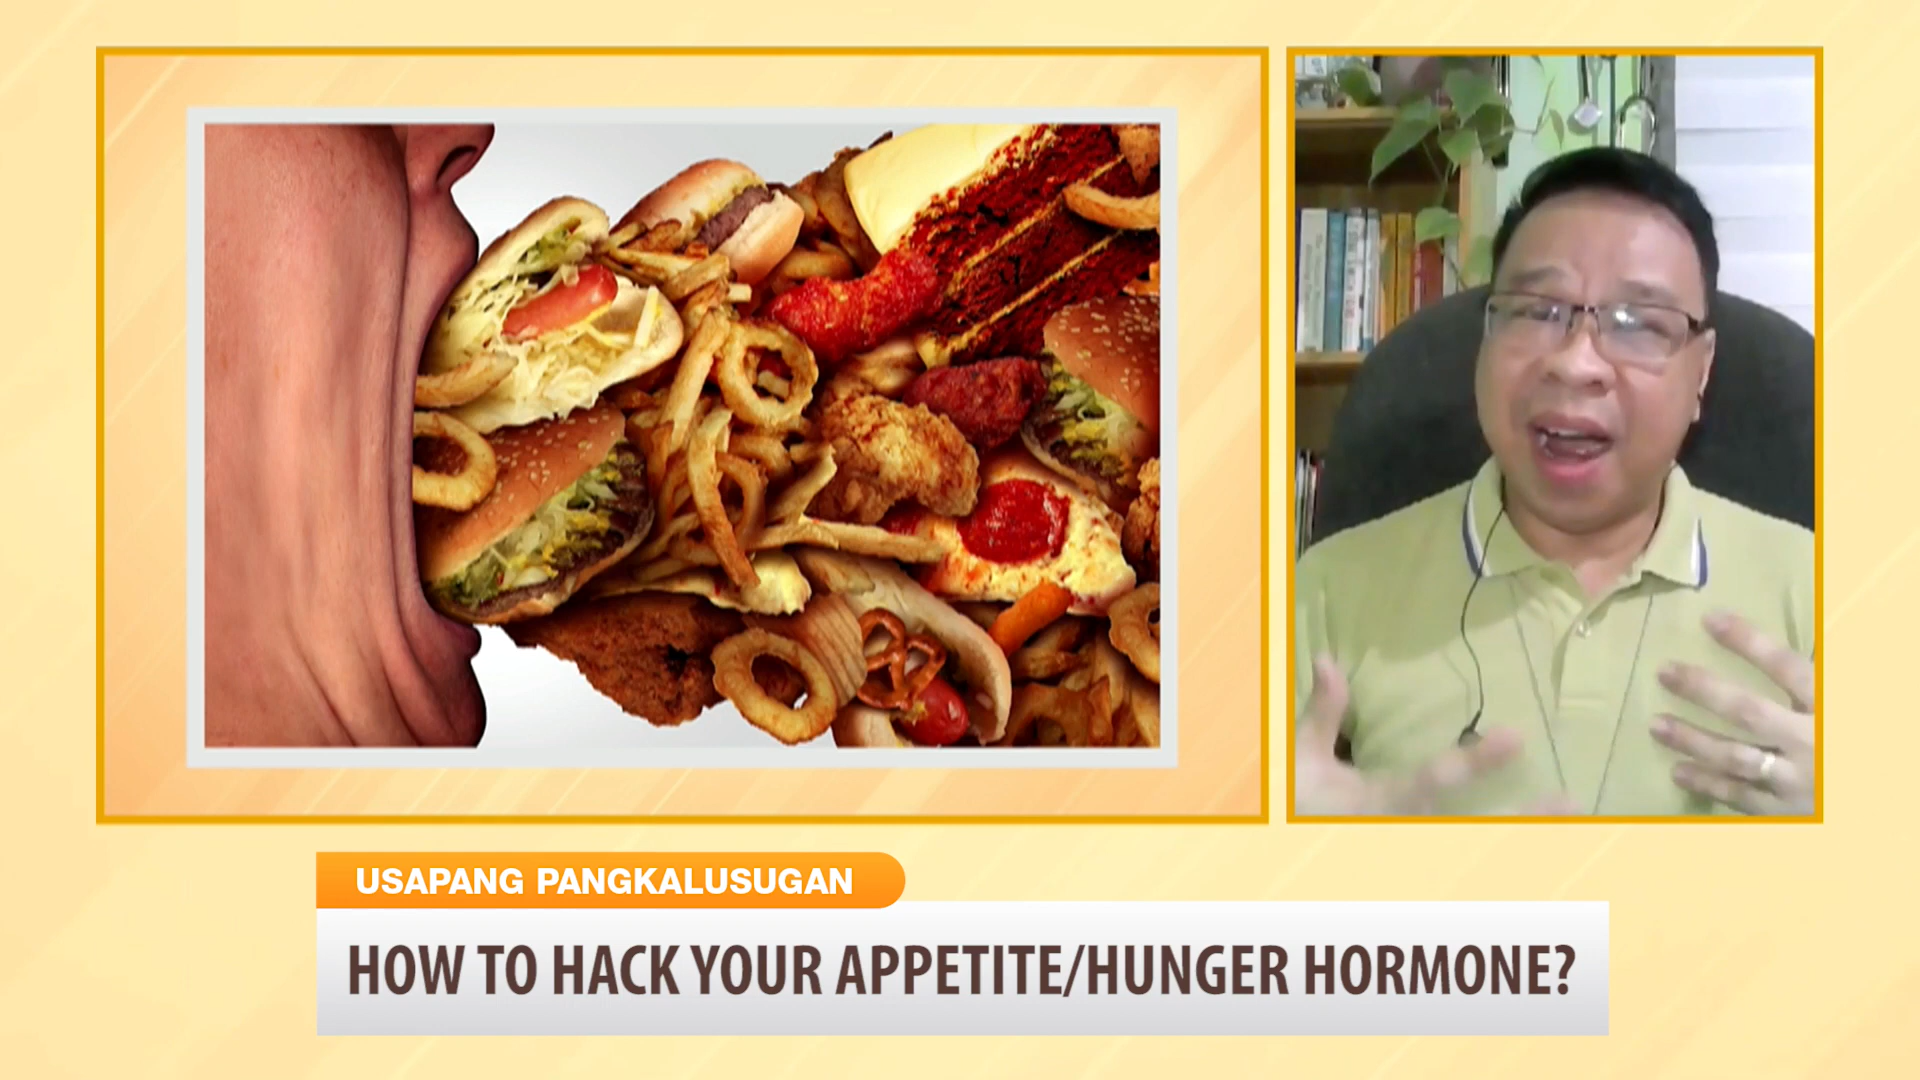 USAPANG PANGKALUSUGAN
HOW TO HACK YOUR APPETITE/HUNGER HORMONE?